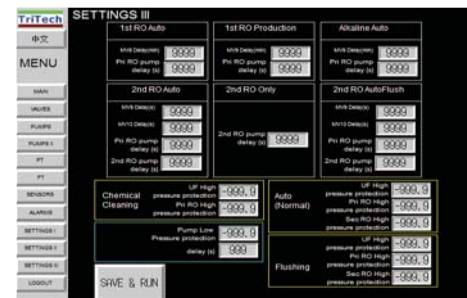 TriTech
SETTINGS III
中文
MENU
MAIN
VALVES
PUMPS
PUMPS II
PT
PT
SENSORS
ALARMS
SETTINGS I
SETTINGS II
SETTINGS III
LOGOUT
1st RO Auto
MV9 Delay(min) 9999
Pri RO pump
delay (s) 9999
1st RO Production
MV9 Delay(min) 9999
Pri RO pump
delay (s) 9999
Alkaline Auto
MV9 Delay(min) 9999
Pri RO pump
delay (s) 9999
2nd RO Auto
MV9 Delay(s) 9999
MV13 Delay(s) 9999
Pri RO pump
delay (s) 9999
2nd RO pump
delay (s) 9999
2nd RO Only
2nd RO pump
delay (s) 9999
2nd RO AutoFlush
MV9 Delay(s) 9999
MV13 Delay(s) 9999
Pri RO pump
delay (s) 9999
2nd RO pump
delay (s) 9999
Chemical
Cleaning
UF High
pressure protection -999.9
Pri RO High
pressure protection -999.9
Pump Low
Pressure protection -999.9
delay (s) 999
Auto
(Normal)
UF High
pressure protection -999.9
Pri RO High
pressure protection -999.9
Sec RO High
pressure protection -999.9
Flushing
UF High
pressure protection -999.9
Pri RO High
pressure protection -999.9
Sec RO High
pressure protection -999.9
SAVE & RUN